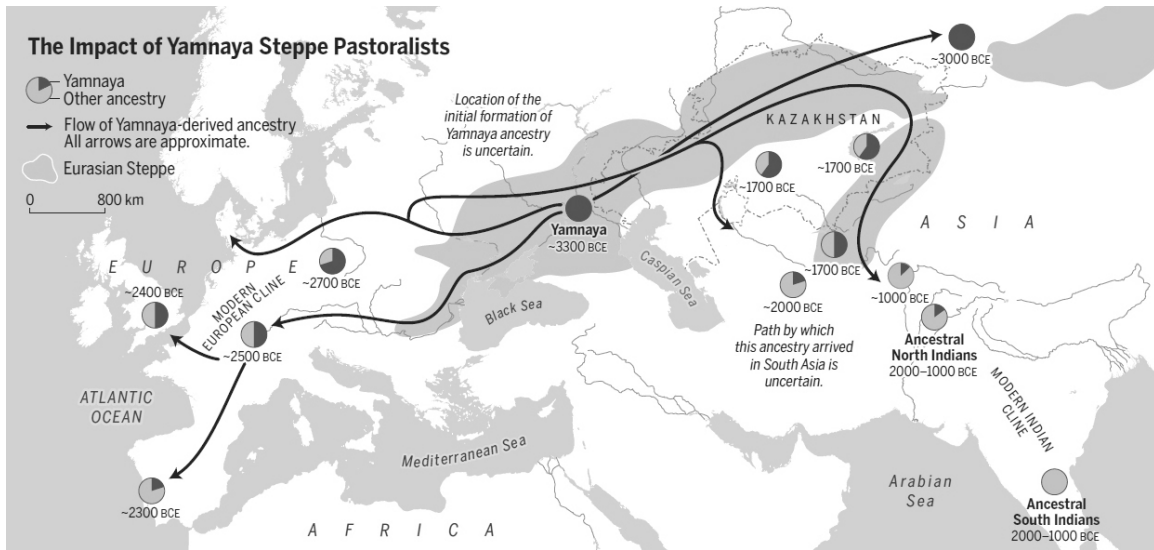 The Impact of Yamnaya Steppe Pastoralists
Yamnaya
Other ancestry
Flow of Yamnaya-derived ancestry
All arrows are approximate.
Eurasian Steppe
0 800 km
Location of the
initial formation of
Yamnaya ancestry
is uncertain.
~3000 BCE
KAZAKHSTAN
~1700 BCE
~1700 BCE
Yamnaya
~3300 BCE
ASIA
EUROPE
~2700 BCE
~2400 BCE
MODERN
EUROPEAN CLINE
~2500 BCE
Black Sea
Caspian Sea
~1700 BCE
~2000 BCE
~1000 BCE
Path by which
this ancestry arrived
in South Asia is
uncertain.
Ancestral
North Indians
2000–1000 BCE
MODERN INDIAN
CLINE
ATLANTIC
OCEAN
Mediterranean Sea
~2300 BCE
AFRICA
Arabian
Sea
Ancestral
South Indians
2000–1000 BCE